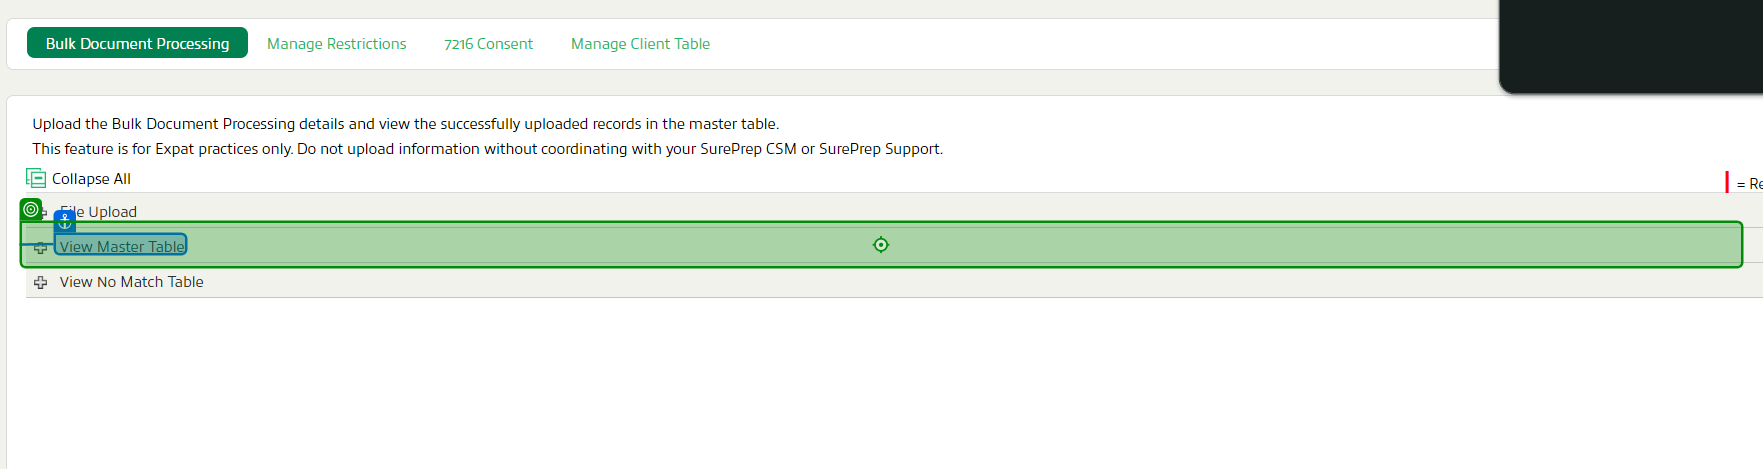 Bulk Document Processing Manage Restrictions 7216 Consent Manage Client Table
Upload the Bulk Document Processing details and view the successfully uploaded records in the master table.
This feature is for Expat practices only. Do not upload information without coordinating with your SurePrep CSM or SurePrep Support.
Collapse All
= Re
File Upload
View Master Table
View No Match Table